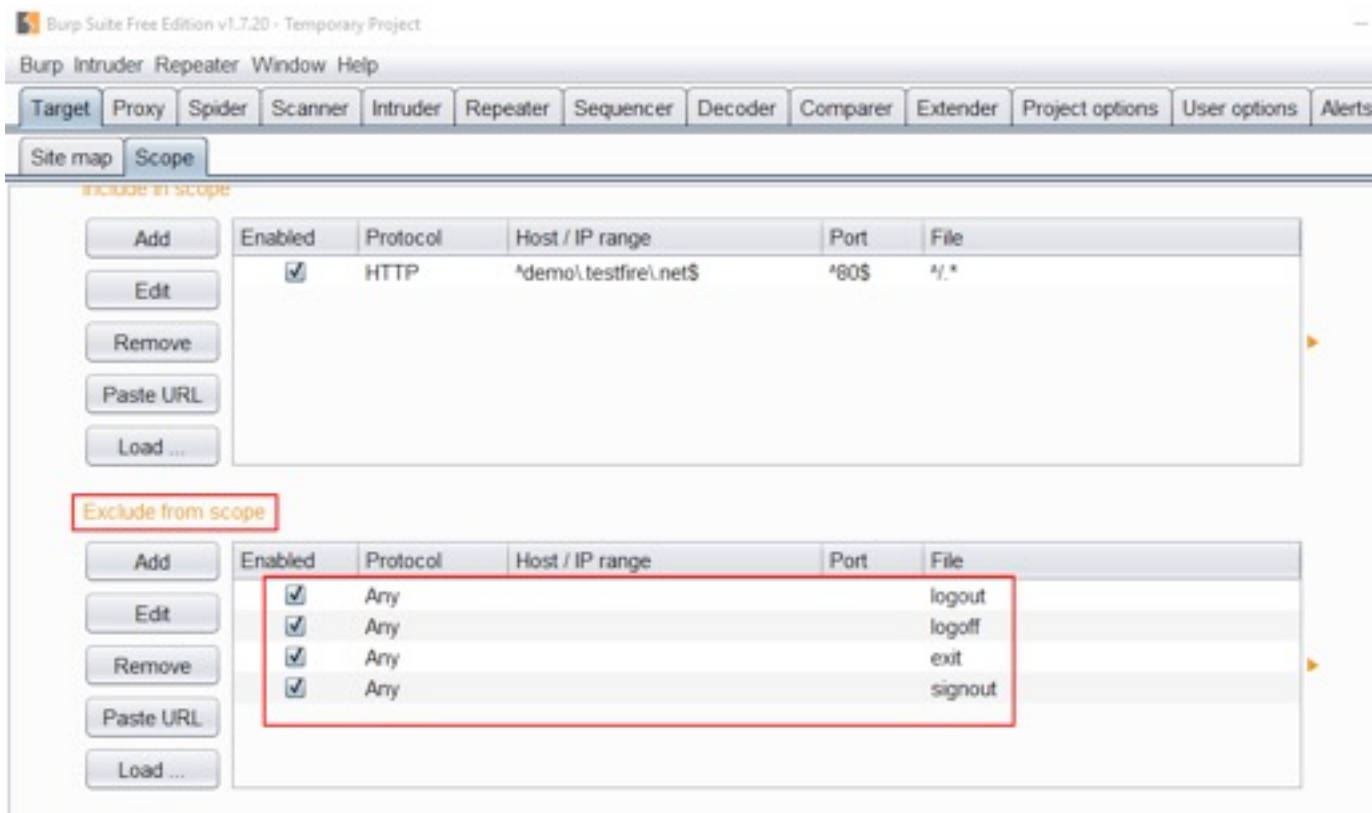 Burp Suite Free Edition v1.7.20 - Temporary Project
Burp Intruder Repeater Window Help
Target Proxy Spider Scanner Intruder Repeater Sequencer Decoder Comparer Extender Project options User options Alerts
Site map Scope
Include in scope
Add Enabled Protocol Host / IP range Port File
HTTP ^demo\.testfire\.net$ ^80$ ^/.*
Edit
Remove
Paste URL
Load ...
Exclude from scope
Add Enabled Protocol Host / IP range Port File
Any logout
Edit
Any logoff
Any exit
Remove
Any signout
Paste URL
Load ...